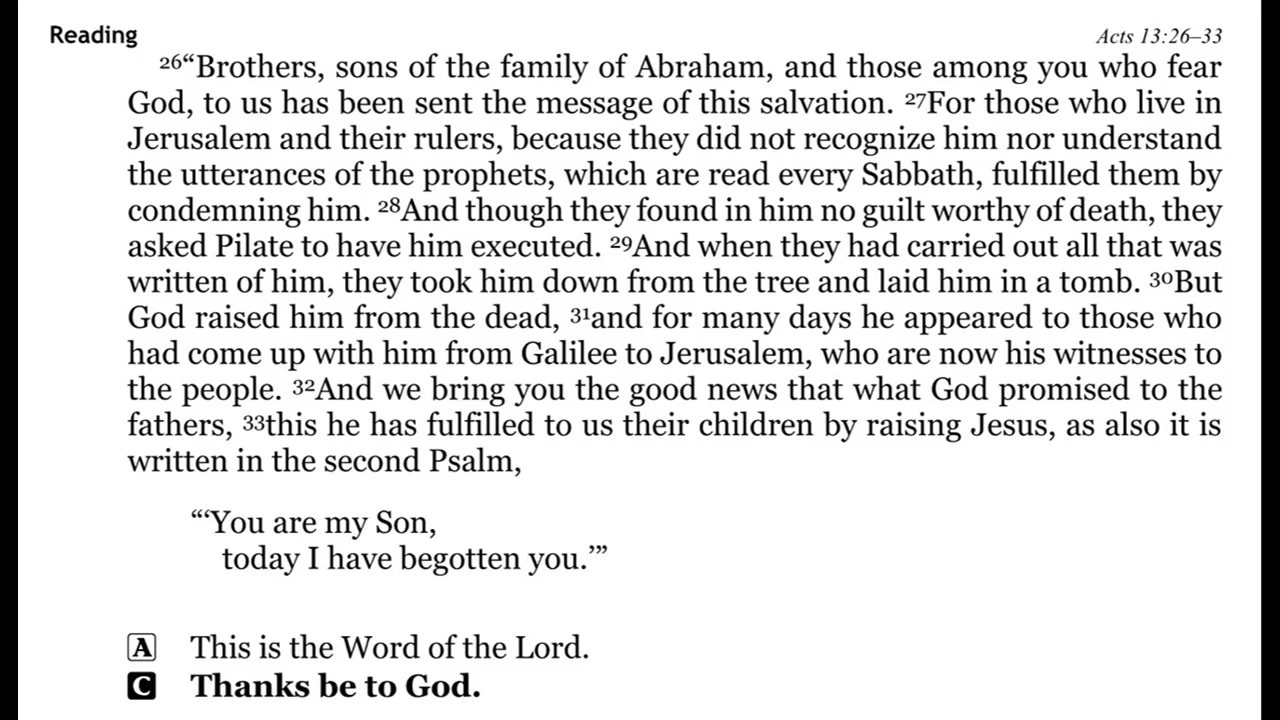 Reading Acts 13:26–33
26“Brothers, sons of the family of Abraham, and those among you who fear
God, to us has been sent the message of this salvation. 27For those who live in
Jerusalem and their rulers, because they did not recognize him nor understand
the utterances of the prophets, which are read every Sabbath, fulfilled them by
condemning him. 28And though they found in him no guilt worthy of death, they
asked Pilate to have him executed. 29And when they had carried out all that was
written of him, they took him down from the tree and laid him in a tomb. 30But
God raised him from the dead, 31and for many days he appeared to those who
had come up with him from Galilee to Jerusalem, who are now his witnesses to
the people. 32And we bring you the good news that what God promised to the
fathers, 33this he has fulfilled to us their children by raising Jesus, as also it is
written in the second Psalm,
“‘You are my Son,
today I have begotten you.’”
A This is the Word of the Lord.
C Thanks be to God.